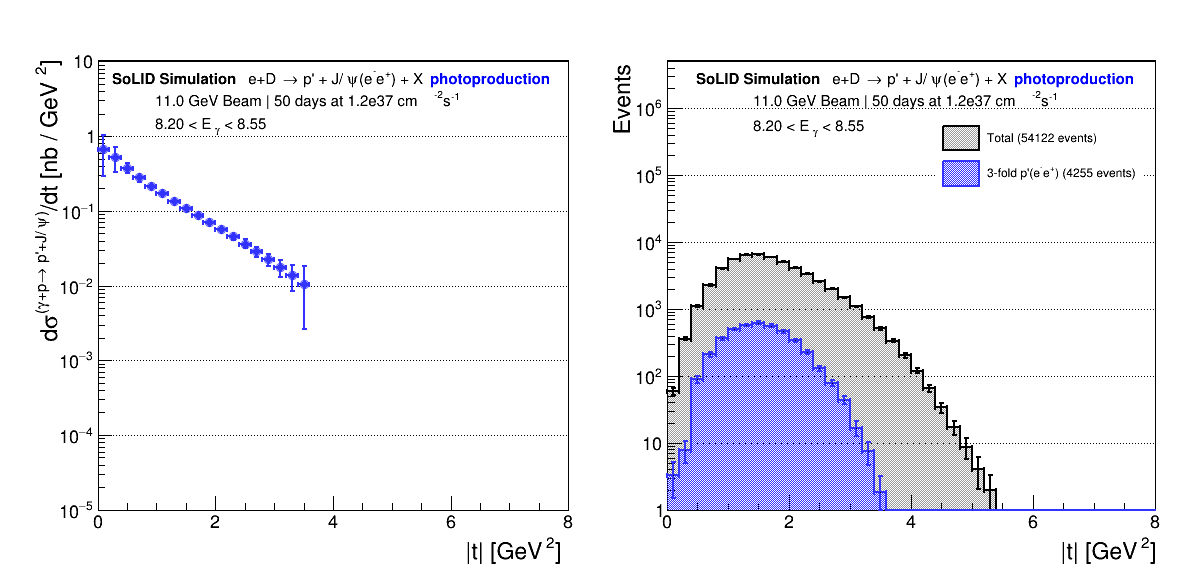 SoLID Simulation e+D → p' + J/ψ(e⁻e⁺) + X photoproduction
11.0 GeV Beam | 50 days at 1.2e37 cm⁻²s⁻¹
8.20 < Eγ < 8.55
dσ(γ+p→ p'+J/ψ)/dt [nb / GeV²]
10
1
10⁻¹
10⁻²
10⁻³
10⁻⁴
10⁻⁵
0 2 4 6 8
|t| [GeV²]
SoLID Simulation e+D → p' + J/ψ(e⁻e⁺) + X photoproduction
11.0 GeV Beam | 50 days at 1.2e37 cm⁻²s⁻¹
8.20 < Eγ < 8.55
Total (54122 events)
3-fold p'(e⁻e⁺) (4255 events)
Events
10⁶
10⁵
10⁴
10³
10²
10
1
0 2 4 6 8
|t| [GeV²]